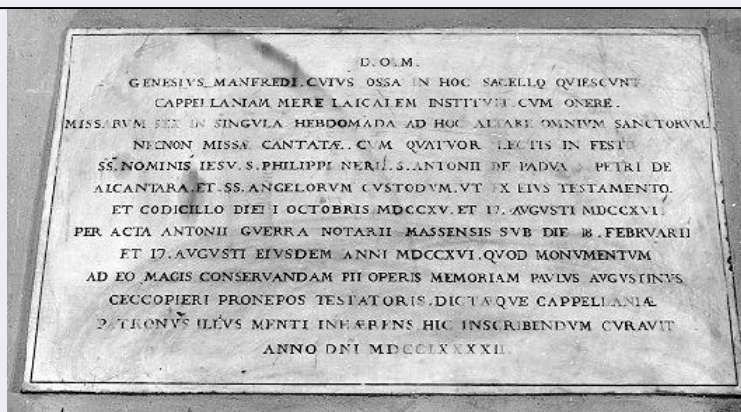 D.O.M.
GENESIVS MANFREDI.CVIVS OSSA IN HOC SACELLO QVIESCVNT
CAPPELLANIAM MERE LAICALEM INSTITVIT CVM ONERE.
MISSARVM SEX IN SINGVLA HEBDOMADA AD HOC ALTARE OMNIVM SANCTORVM.
NECNON MISSÆ CANTATÆ. CVM QVATVOR LECTIS IN FESTO
SS.NOMINIS IESV.S.PHILIPPI NERII.S.ANTONII DE PADVA S PETRI DE
ALCANTARA.ET.SS.ANGELORVM CVSTODVM.VT EX EIVS TESTAMENTO.
ET CODICILLO DIEI I OCTOBRIS MDCCXV.ET 17.AVGVSTI MDCCXVI
PER ACTA ANTONII GVERRA NOTARII MASSENSIS SVB DIE 18.FEBRVARII
ET 17.AVGVSTI EIVSDEM ANNI MDCCXVI.QVOD MONVMENTVM
AD EO MAGIS CONSERVANDAM PII OPERIS MEMORIAM PAVLVS AVGVSTINVS
CECCOPIERI PRONEPOS TESTATORIS.DICTÆQVE CAPPELLANIÆ
PATRONVS ILLIVS MENTI INHÆRENS HIC INSCRIBENDVM CVRAVIT
ANNO DNI MDCCLXXXXII